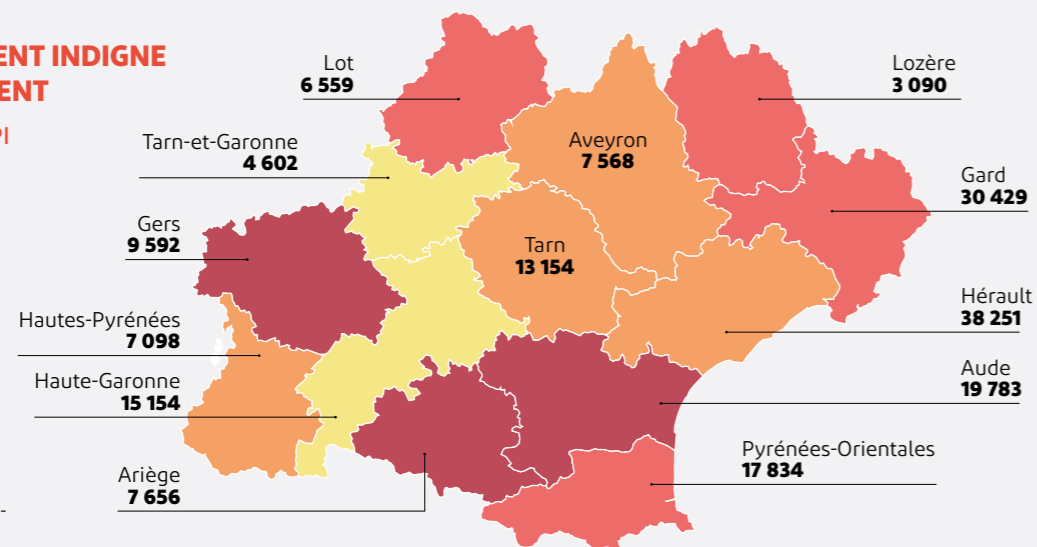 ENT INDIGNE
ENT
PI
Lot
6 559
Lozère
3 090
Tarn-et-Garonne
4 602
Aveyron
7 568
Gard
30 429
Gers
9 592
Tarn
13 154
Hautes-Pyrénées
7 098
Hérault
38 251
Haute-Garonne
15 154
Aude
19 783
Ariège
7 656
Pyrénées-Orientales
17 834